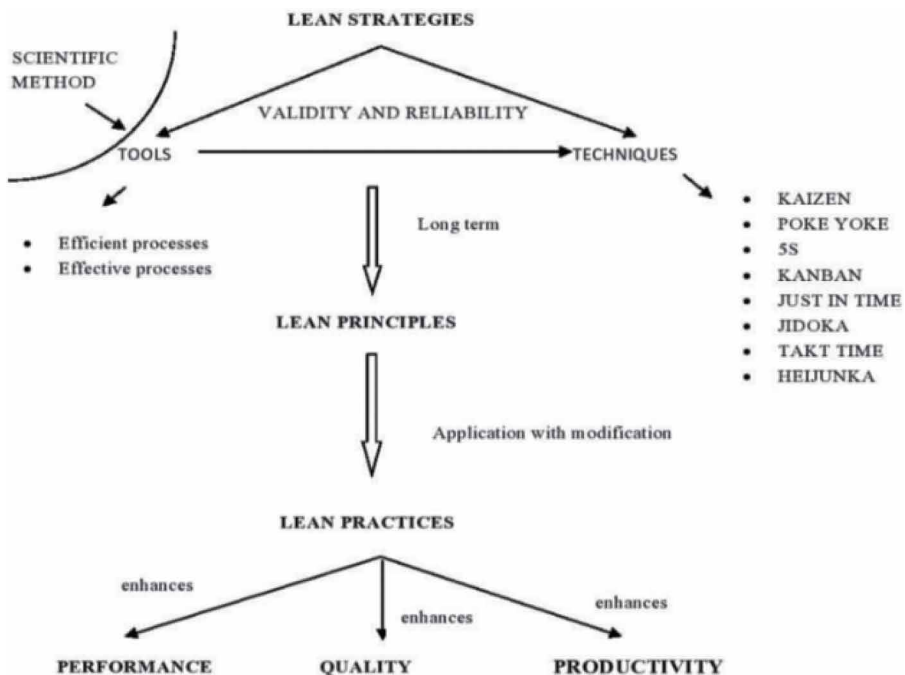 LEAN STRATEGIES
SCIENTIFIC
METHOD
VALIDITY AND RELIABILITY
TOOLS
TECHNIQUES
• Efficient processes
• Effective processes
Long term
• KAIZEN
• POKE YOKE
• 5S
• KANBAN
• JUST IN TIME
• JIDOKA
• TAKT TIME
• HEIJUNKA
LEAN PRINCIPLES
Application with modification
LEAN PRACTICES
enhances
enhances
enhances
PERFORMANCE
QUALITY
PRODUCTIVITY